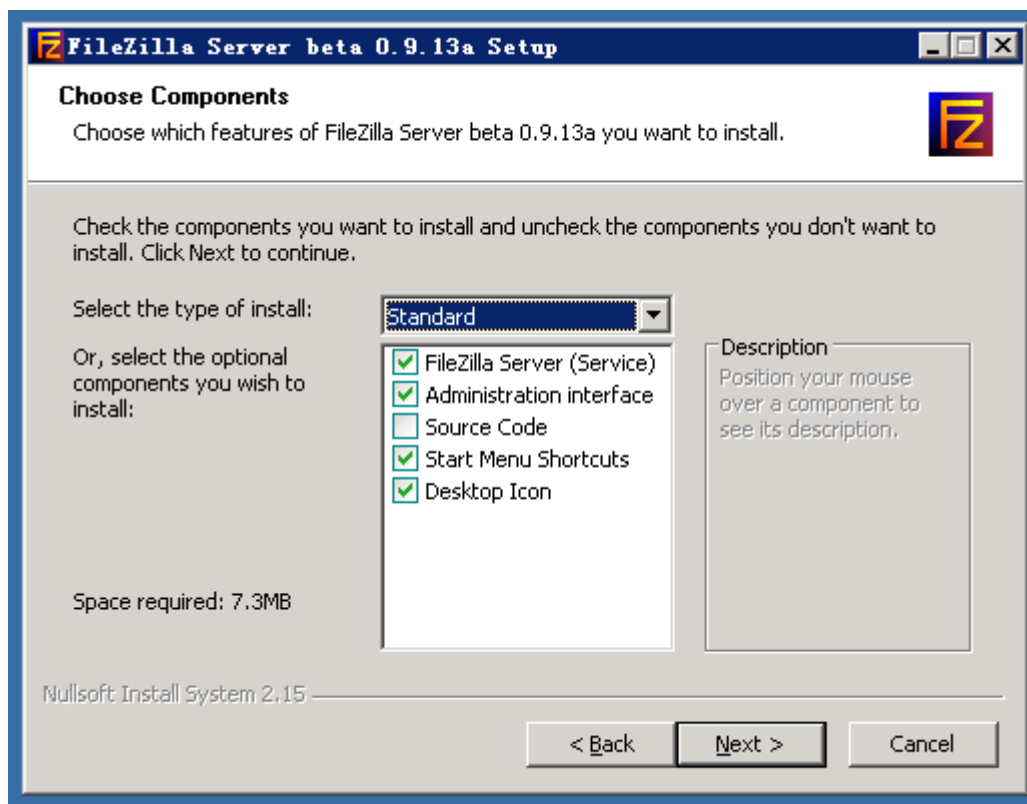 FileZilla Server beta 0.9.13a Setup
Choose Components
Choose which features of FileZilla Server beta 0.9.13a you want to install.
Check the components you want to install and uncheck the components you don't want to
install. Click Next to continue.
Select the type of install:
Standard
Or, select the optional
components you wish to
install:
FileZilla Server (Service)
Administration interface
Source Code
Start Menu Shortcuts
Desktop Icon
Description
Position your mouse
over a component to
see its description.
Space required: 7.3MB
Nullsoft Install System 2.15
< Back
Next >
Cancel